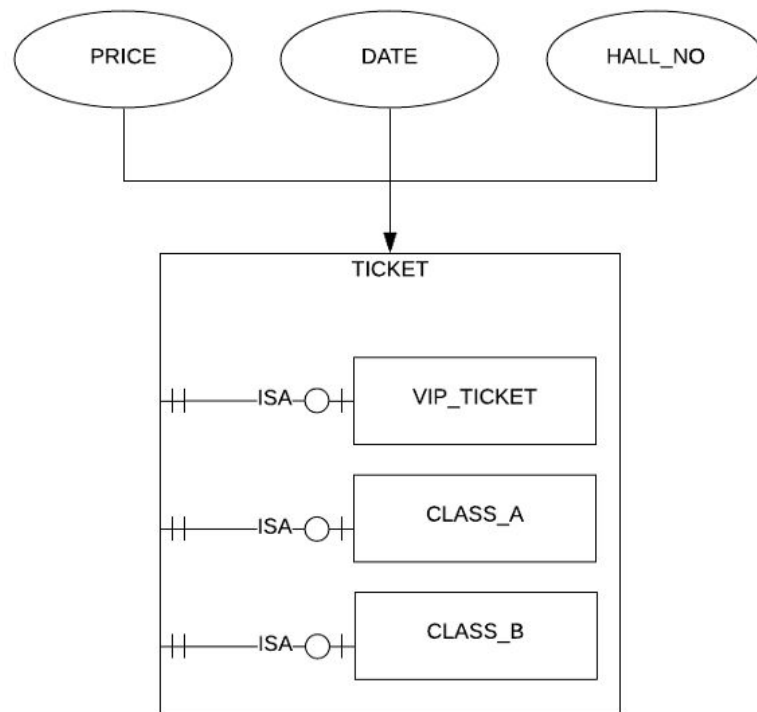 PRICE
DATE
HALL_NO
TICKET
ISA
VIP_TICKET
ISA
CLASS_A
ISA
CLASS_B